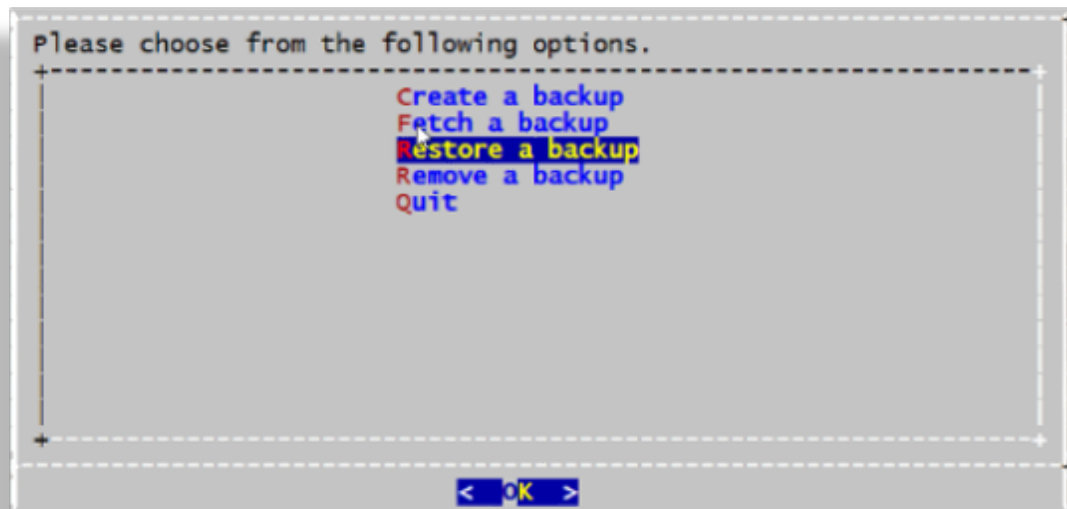 Please choose from the following options.
Create a backup
Fetch a backup
Restore a backup
Remove a backup
Quit
< OK >